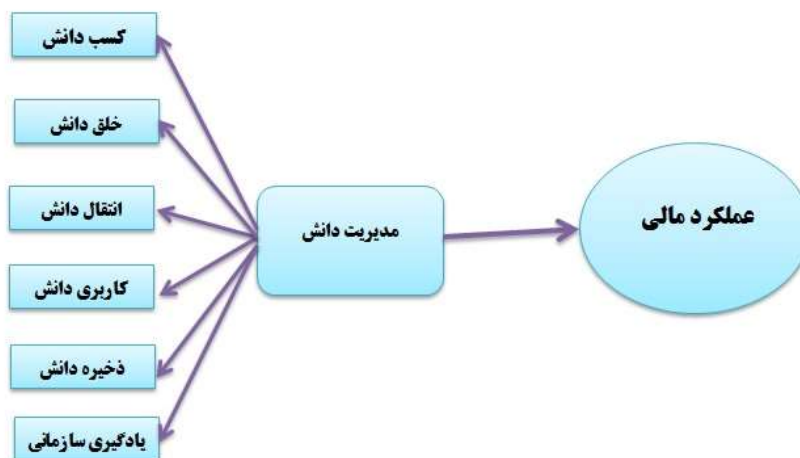 کسب دانش
خلق دانش
انتقال دانش
کاربری دانش
ذخیره دانش
یادگیری سازمانی
مدیریت دانش
عملکرد مالی